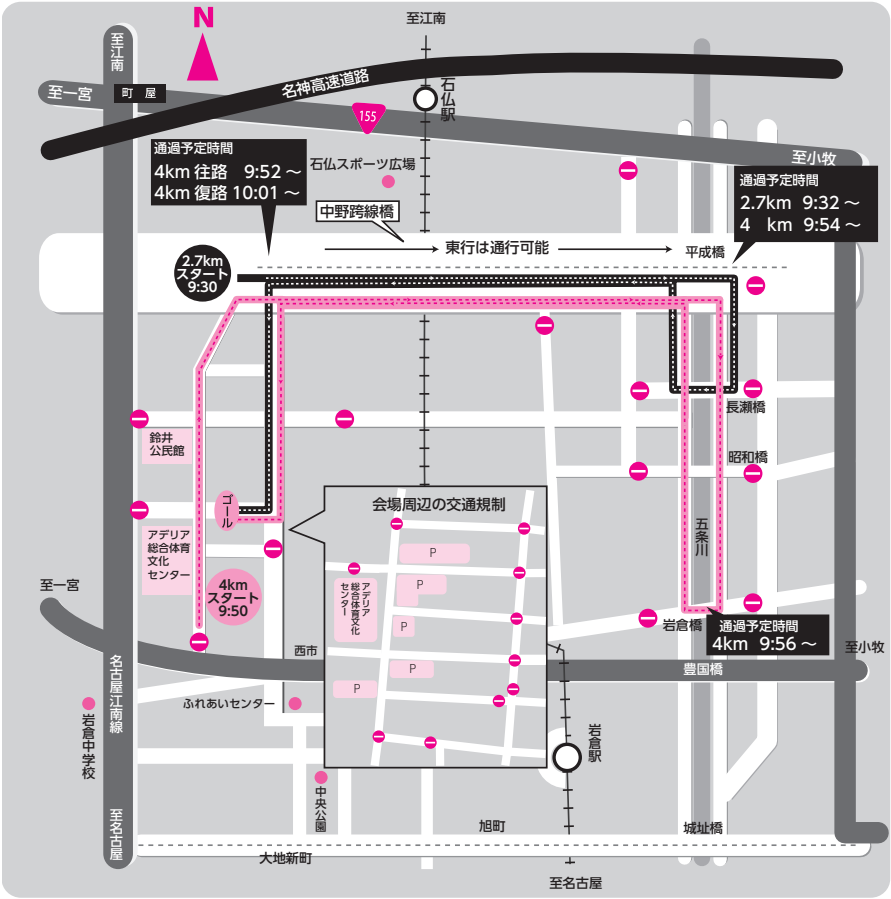 N
至江南
至江南
至一宮
町 屋
名神高速道路
155
石仏駅
至小牧
通過予定時間
4km 往路 9:52 ～
4km 復路 10:01 ～
石仏スポーツ広場
中野跨線橋
通過予定時間
2.7km 9:32 ～
4 km 9:54 ～
東行は通行可能
平成橋
2.7km
スタート
9:30
長瀬橋
鈴井
公民館
昭和橋
ゴール
会場周辺の交通規制
五条川
アデリア
総合体育
文化
センター
P
P
P
P
P
アデリア
総合体育文化
センター
至一宮
4km
スタート
9:50
岩倉橋
通過予定時間
4km 9:56 ～
西市
至小牧
豊国橋
名古屋江南線
ふれあいセンター
岩倉中学校
岩倉駅
中央公園
至名古屋
旭町
城址橋
大地新町
至名古屋